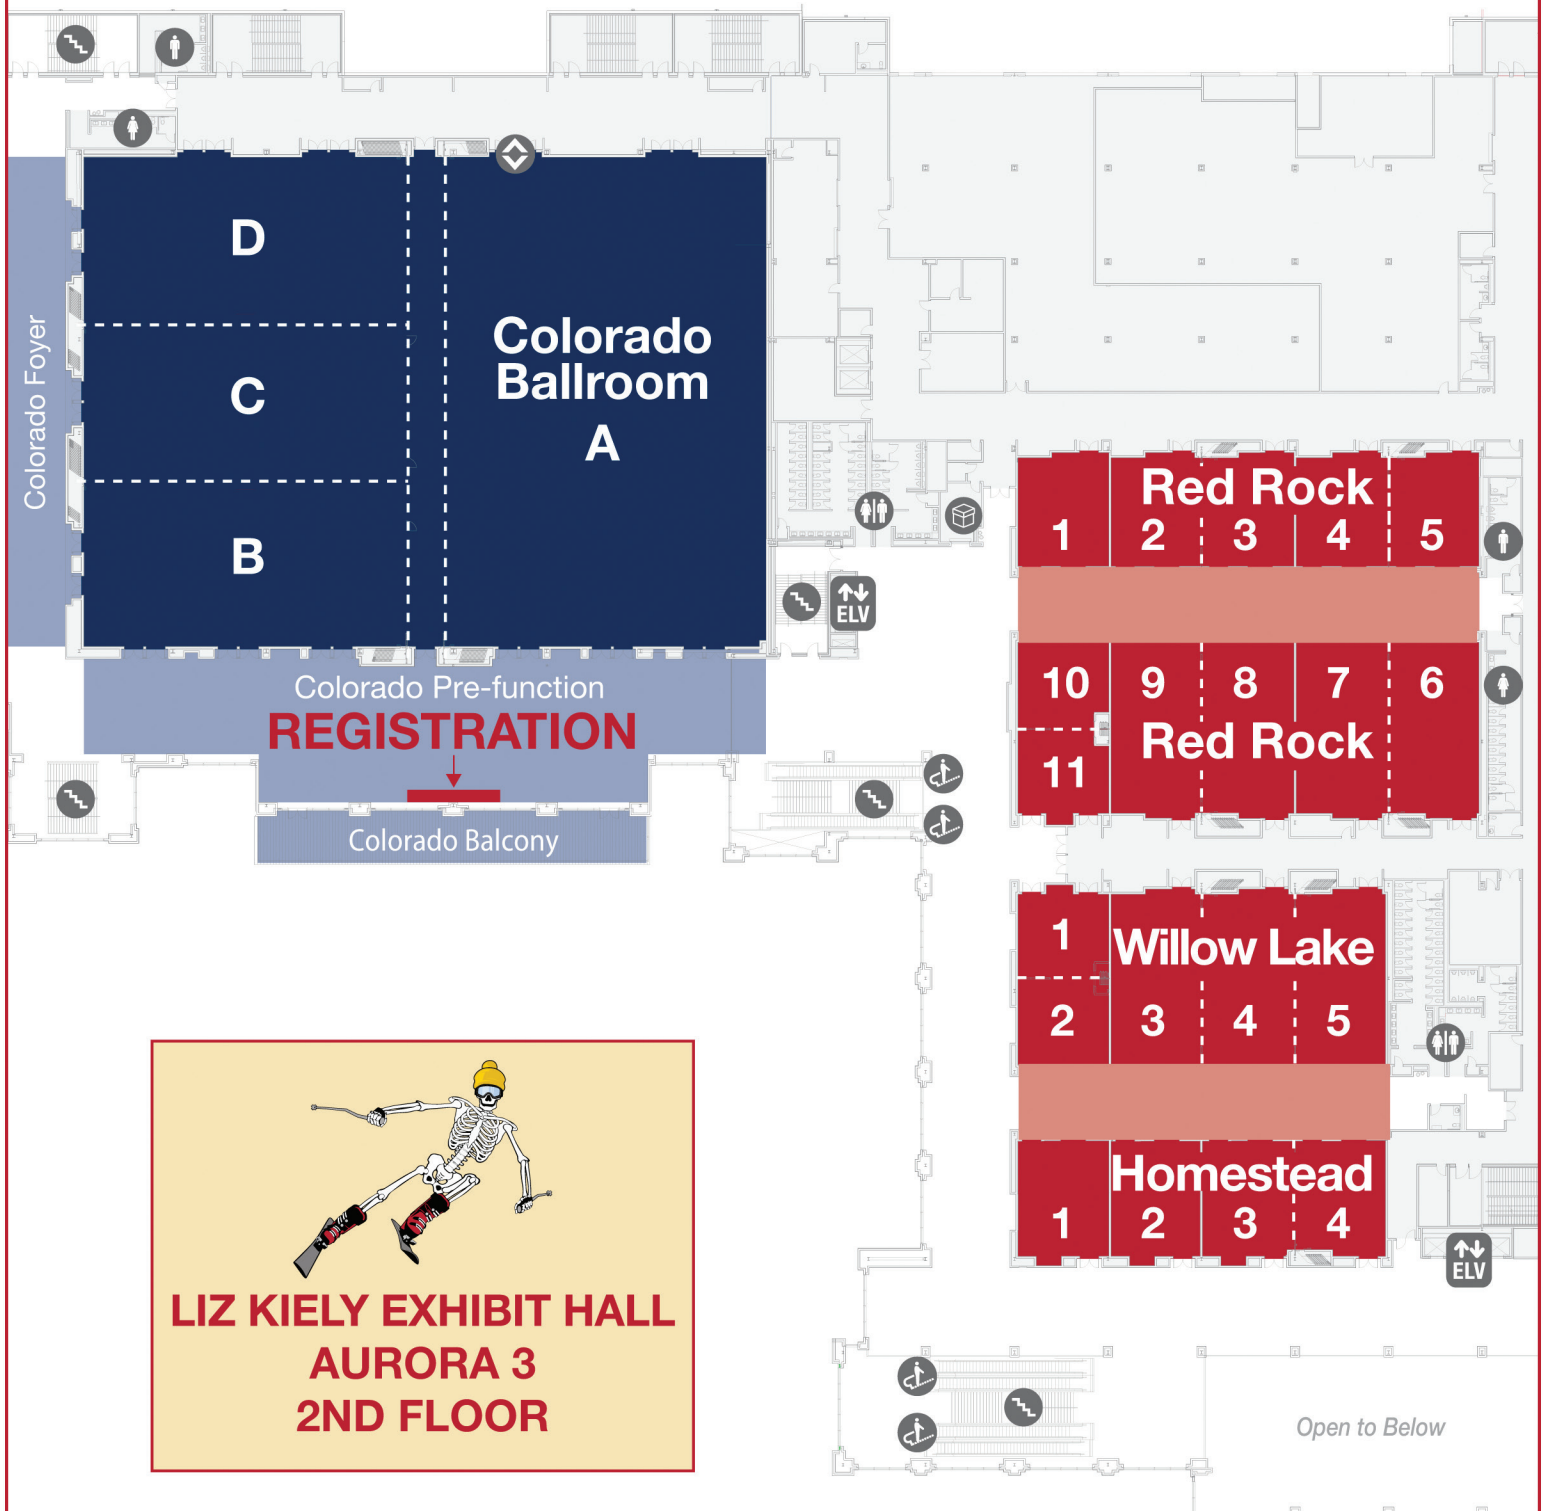 D
C
B
Colorado Foyer
Colorado
Ballroom
A
Colorado Pre-function
REGISTRATION
Colorado Balcony
ELV
Red Rock
1 2 3 4 5
10 9 8 7 6
Red Rock
11
1
Willow Lake
2 3 4 5
Homestead
1 2 3 4
ELV
LIZ KIELY EXHIBIT HALL
AURORA 3
2ND FLOOR
Open to Below